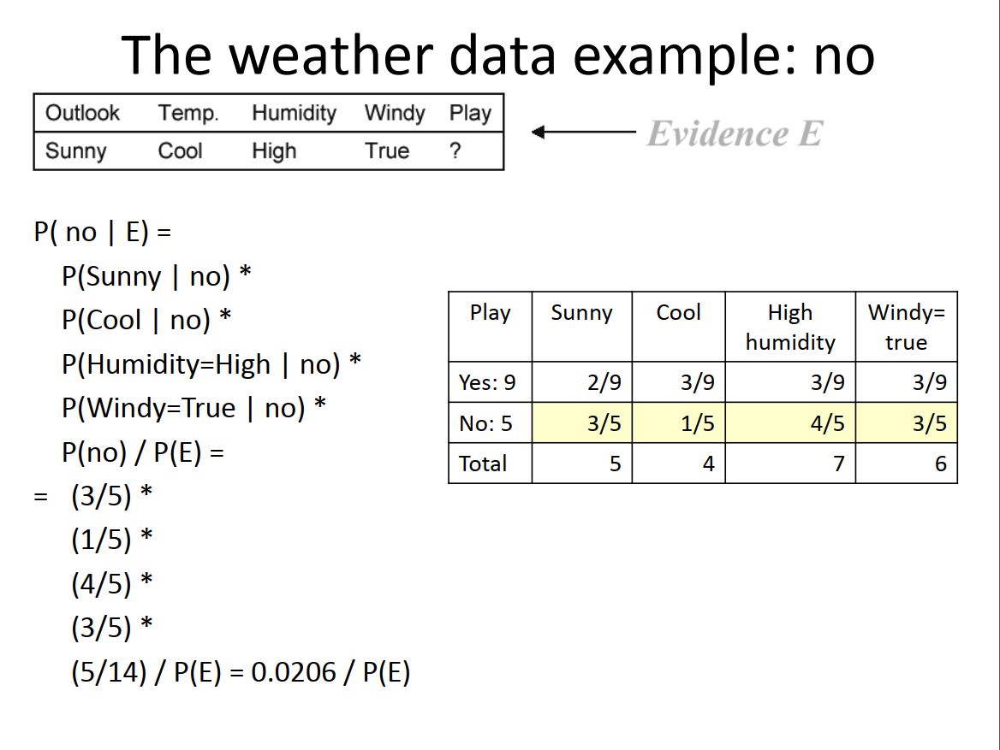 The weather data example: no
Outlook Temp. Humidity Windy Play
Sunny Cool High True ?
Evidence E
P( no | E) =
P(Sunny | no) *
P(Cool | no) *
P(Humidity=High | no) *
P(Windy=True | no) *
P(no) / P(E) =
= (3/5) *
(1/5) *
(4/5) *
(3/5) *
(5/14) / P(E) = 0.0206 / P(E)
Play Sunny Cool High Windy=
humidity true
Yes: 9 2/9 3/9 3/9 3/9
No: 5 3/5 1/5 4/5 3/5
Total 5 4 7 6